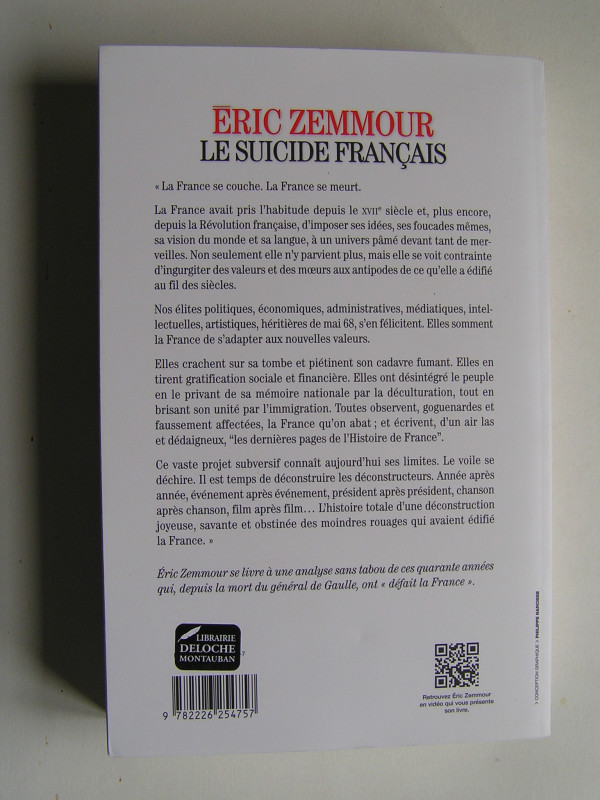 ÉRIC ZEMMOUR
LE SUICIDE FRANÇAIS
« La France se couche. La France se meurt.
La France avait pris l'habitude depuis le XVIIe siècle et, plus encore,
depuis la Révolution française, d'imposer ses idées, ses foucades mêmes,
sa vision du monde et sa langue, à un univers pâmé devant tant de mer-
veilles. Non seulement elle n'y parvient plus, mais elle se voit contrainte
d'ingurgiter des valeurs et des mœurs aux antipodes de ce qu'elle a édifié
au fil des siècles.
Nos élites politiques, économiques, administratives, médiatiques, intel-
lectuelles, artistiques, héritières de mai 68, s'en félicitent. Elles somment
la France de s'adapter aux nouvelles valeurs.
Elles crachent sur sa tombe et piétinent son cadavre fumant. Elles en
tirent gratification sociale et financière. Elles ont désintégré le peuple
en le privant de sa mémoire nationale par la déculturation, tout en
brisant son unité par l'immigration. Toutes observent, goguenardes et
faussement affectées, la France qu'on abat ; et écrivent, d'un air las
et dédaigneux, “les dernières pages de l'Histoire de France”.
Ce vaste projet subversif connaît aujourd'hui ses limites. Le voile se
déchire. Il est temps de déconstruire les déconstructeurs. Année après
année, événement après événement, président après président, chanson
après chanson, film après film… L'histoire totale d'une déconstruction
joyeuse, savante et obstinée des moindres rouages qui avaient édifié
la France. »
Éric Zemmour se livre à une analyse sans tabou de ces quarante années
qui, depuis la mort du général de Gaulle, ont « défait la France ».
LIBRAIRIE
DELOCHE
MONTAUBAN
-7
9 782226 254757
Retrouvez Éric Zemmour
en vidéo qui vous présente
son livre.
> CONCEPTION GRAPHIQUE > PHILIPPE NARCISSE